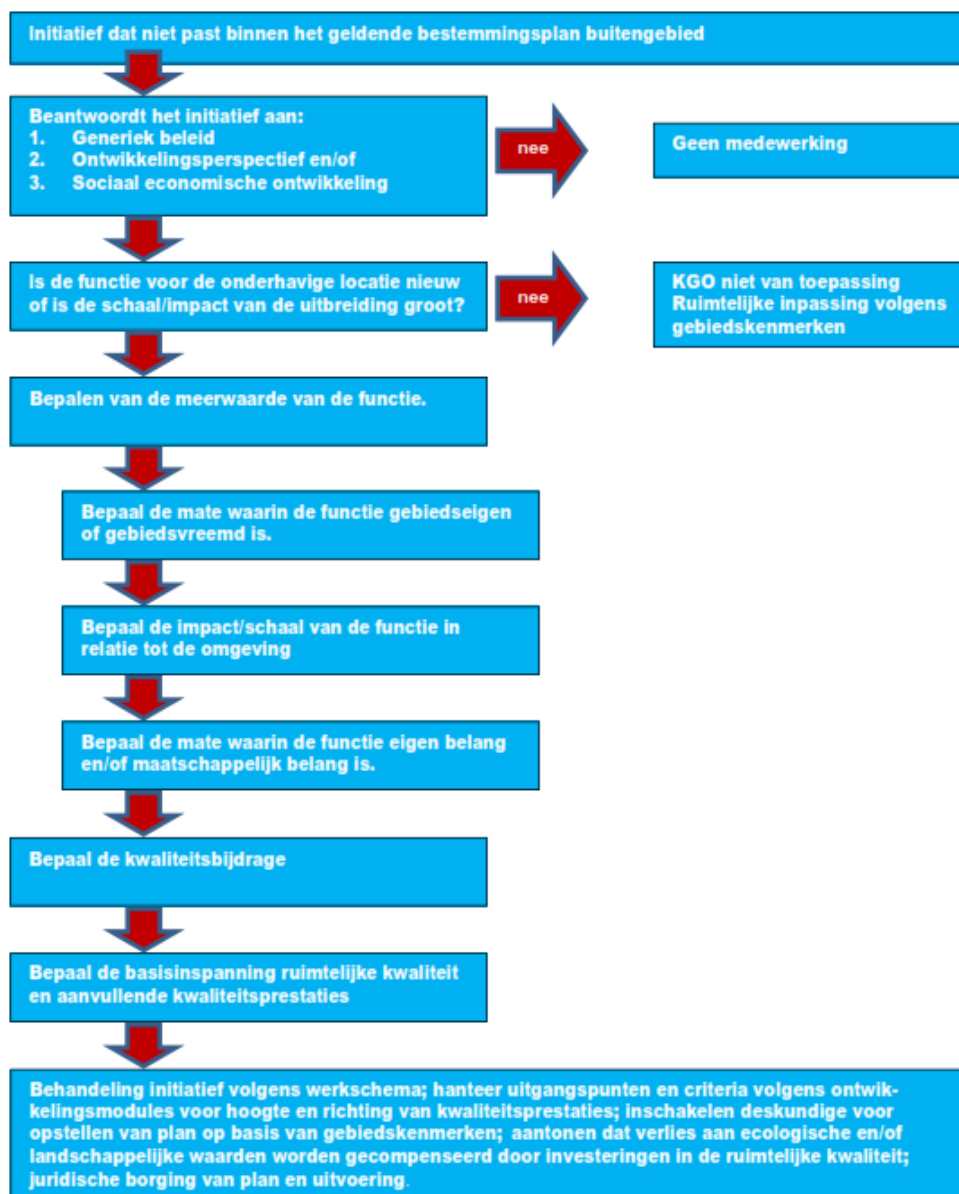 Initiatief dat niet past binnen het geldende bestemmingsplan buitengebied
Beantwoordt het initiatief aan:
1. Generiek beleid
2. Ontwikkelingsperspectief en/of
3. Sociaal economische ontwikkeling
nee
Geen medewerking
Is de functie voor de onderhavige locatie nieuw
of is de schaal/impact van de uitbreiding groot?
nee
KGO niet van toepassing
Ruimtelijke inpassing volgens
gebiedskenmerken
Bepalen van de meerwaarde van de functie.
Bepaal de mate waarin de functie gebiedseigen
of gebiedsvreemd is.
Bepaal de impact/schaal van de functie in
relatie tot de omgeving
Bepaal de mate waarin de functie eigen belang
en/of maatschappelijk belang is.
Bepaal de kwaliteitsbijdrage
Bepaal de basisinspanning ruimtelijke kwaliteit
en aanvullende kwaliteitsprestaties
Behandeling initiatief volgens werkschema; hanteer uitgangspunten en criteria volgens ontwik-
kelingsmodules voor hoogte en richting van kwaliteitsprestaties; inschakelen deskundige voor
opstellen van plan op basis van gebiedskenmerken; aantonen dat verlies aan ecologische en/of
landschappelijke waarden worden gecompenseerd door investeringen in de ruimtelijke kwaliteit;
juridische borging van plan en uitvoering.